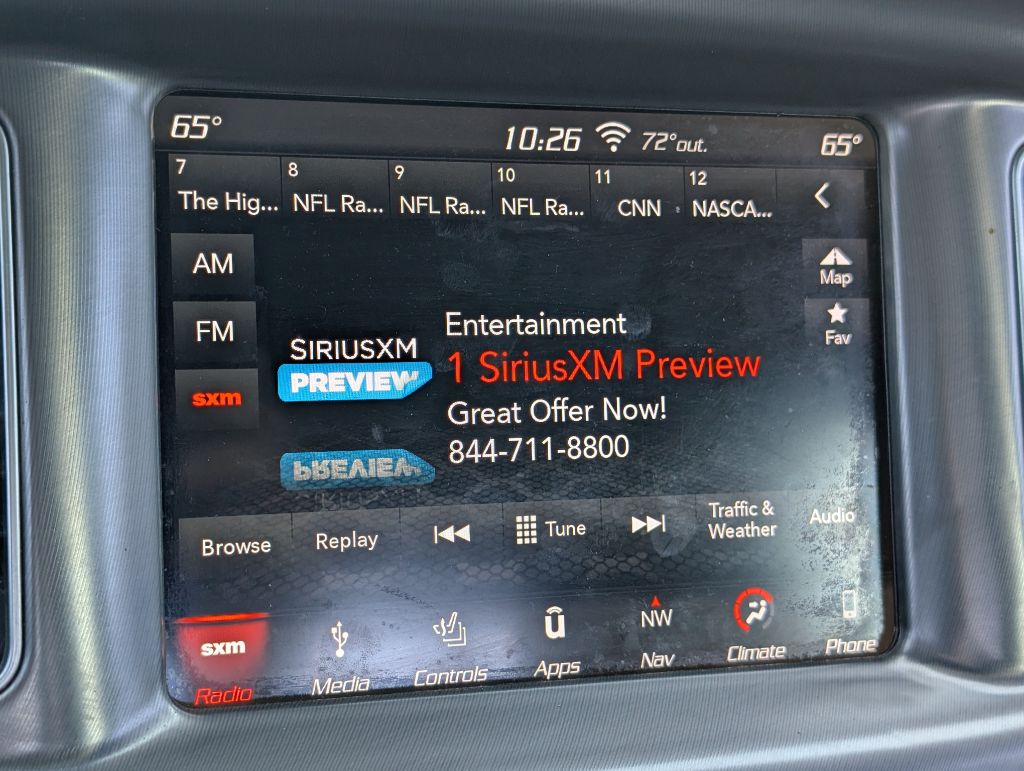 65° 10:26 72°out. 65°
7 8 9 10 11 12
The Hig... NFL Ra... NFL Ra... NFL Ra... CNN NASCA...
AM
Map
FM
Fav
sxm
SIRIUSXM
PREVIEW
Entertainment
1 SiriusXM Preview
Great Offer Now!
844-711-8800
PREVIEW
Browse Replay Tune Traffic & Weather Audio
sxm u NW
Radio Media Controls Apps Nav Climate Phone